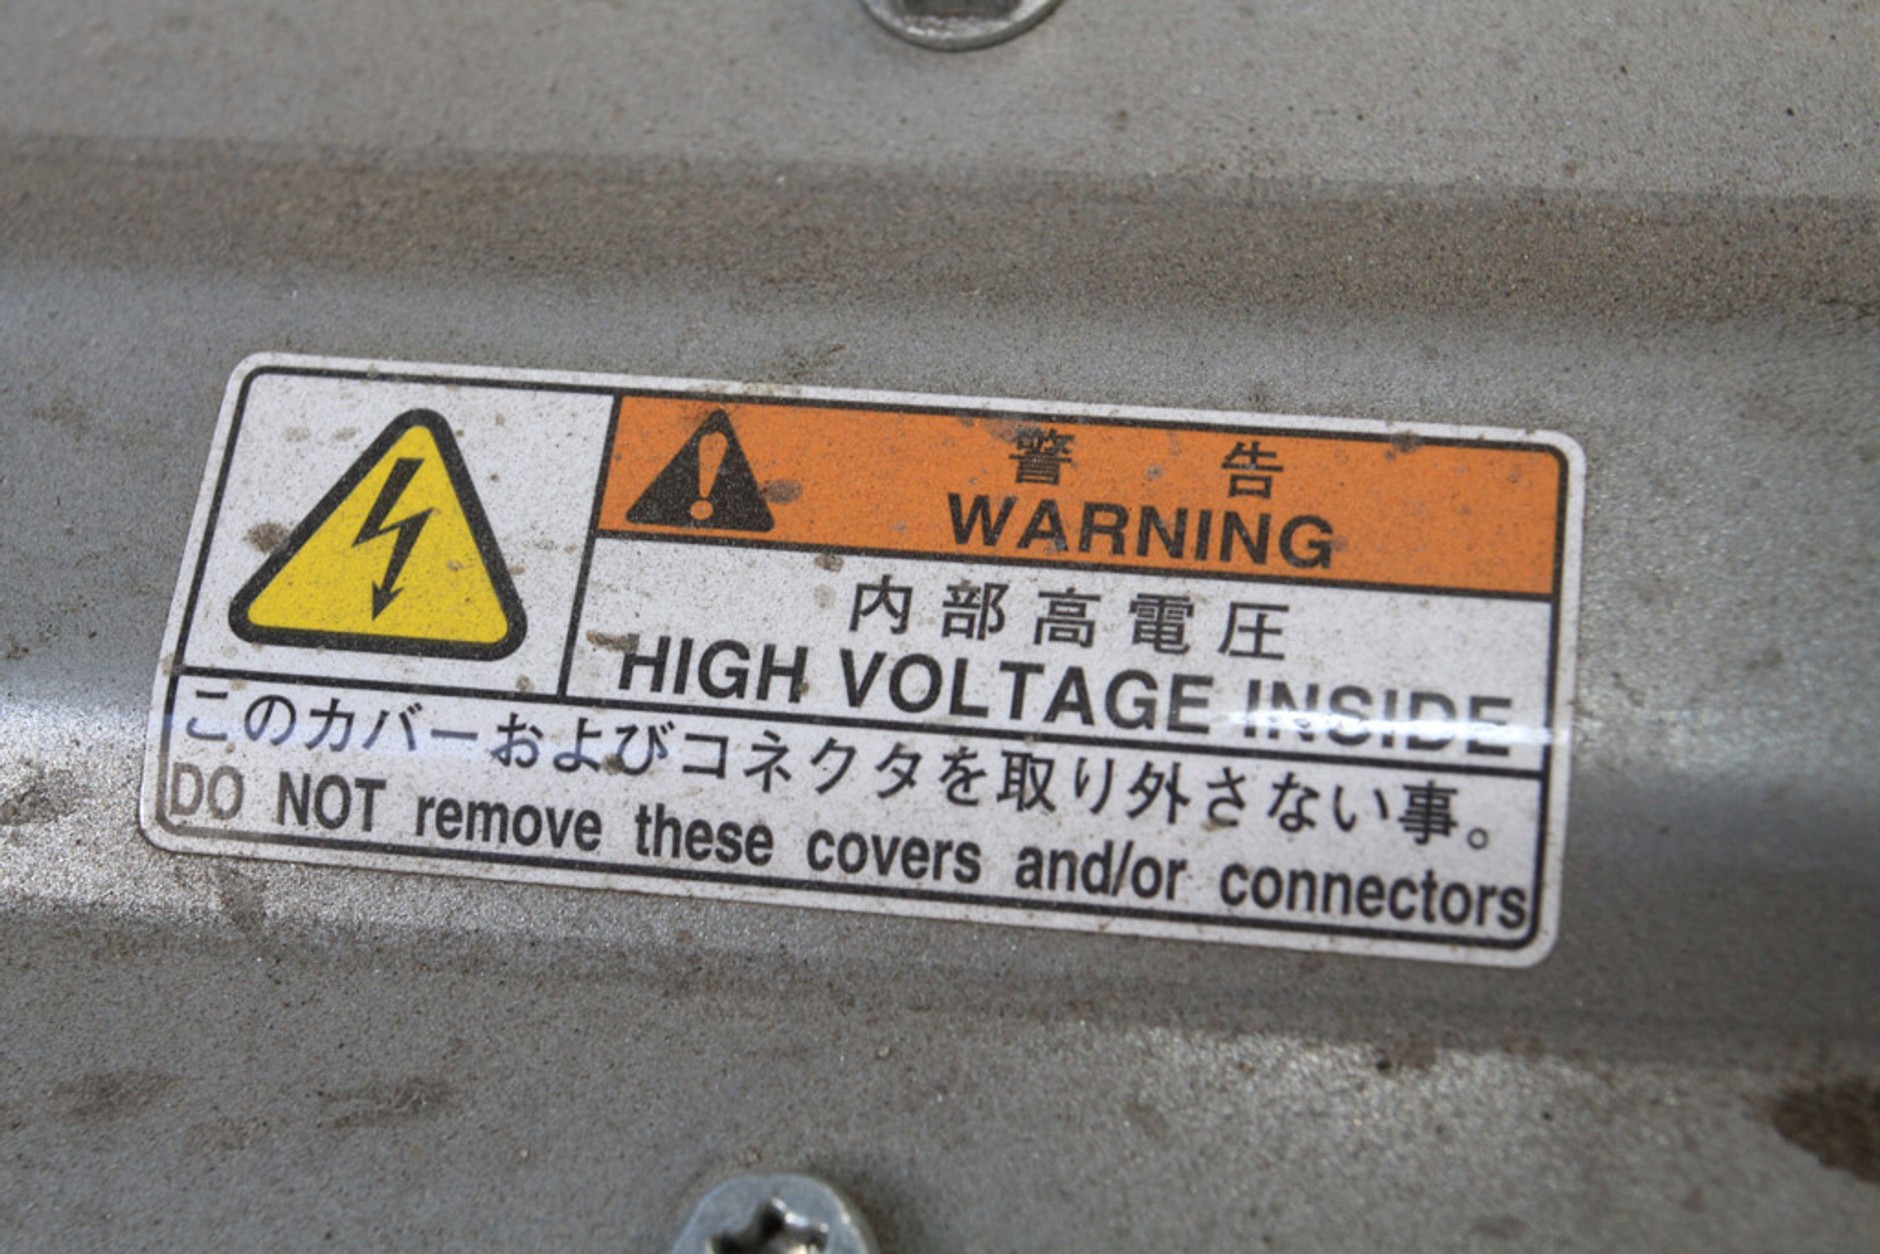 警告
WARNING
内部高電圧
HIGH VOLTAGE INSIDE
このカバーおよびコネクタを取り外さない事。
DO NOT remove these covers and/or connectors